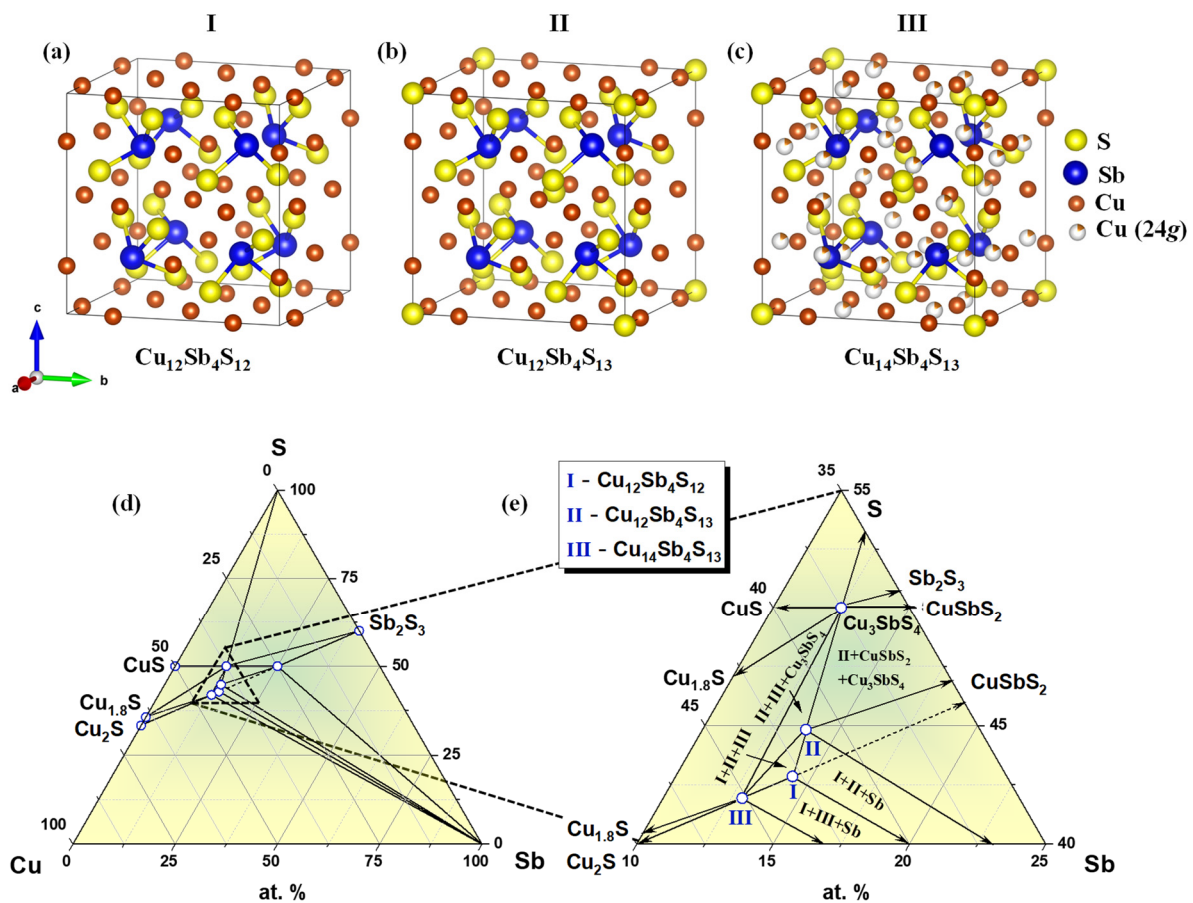 I II III
(a) (b) (c)
S
Sb
Cu
Cu (24g)
c
a b
Cu12Sb4S12 Cu12Sb4S13 Cu14Sb4S13
(d)
S
0
100
25
75
Sb2S3
50
CuS
50
Cu1.8S
Cu2S
25
100
0
Cu
0 25 50 75 100
Sb
at. %
I – Cu12Sb4S12
II – Cu12Sb4S13
III – Cu14Sb4S13
(e)
35
55
S
Sb2S3
40
CuS
CuSbS2
Cu3SbS4
II+CuSbS2
+Cu3SbS4
II+III+Cu3SbS4
Cu1.8S
CuSbS2
45
45
I+II+III
II
I
III
I+II+Sb
I+III+Sb
Cu1.8S
Cu2S
40
10 15 20 25
Sb
at. %